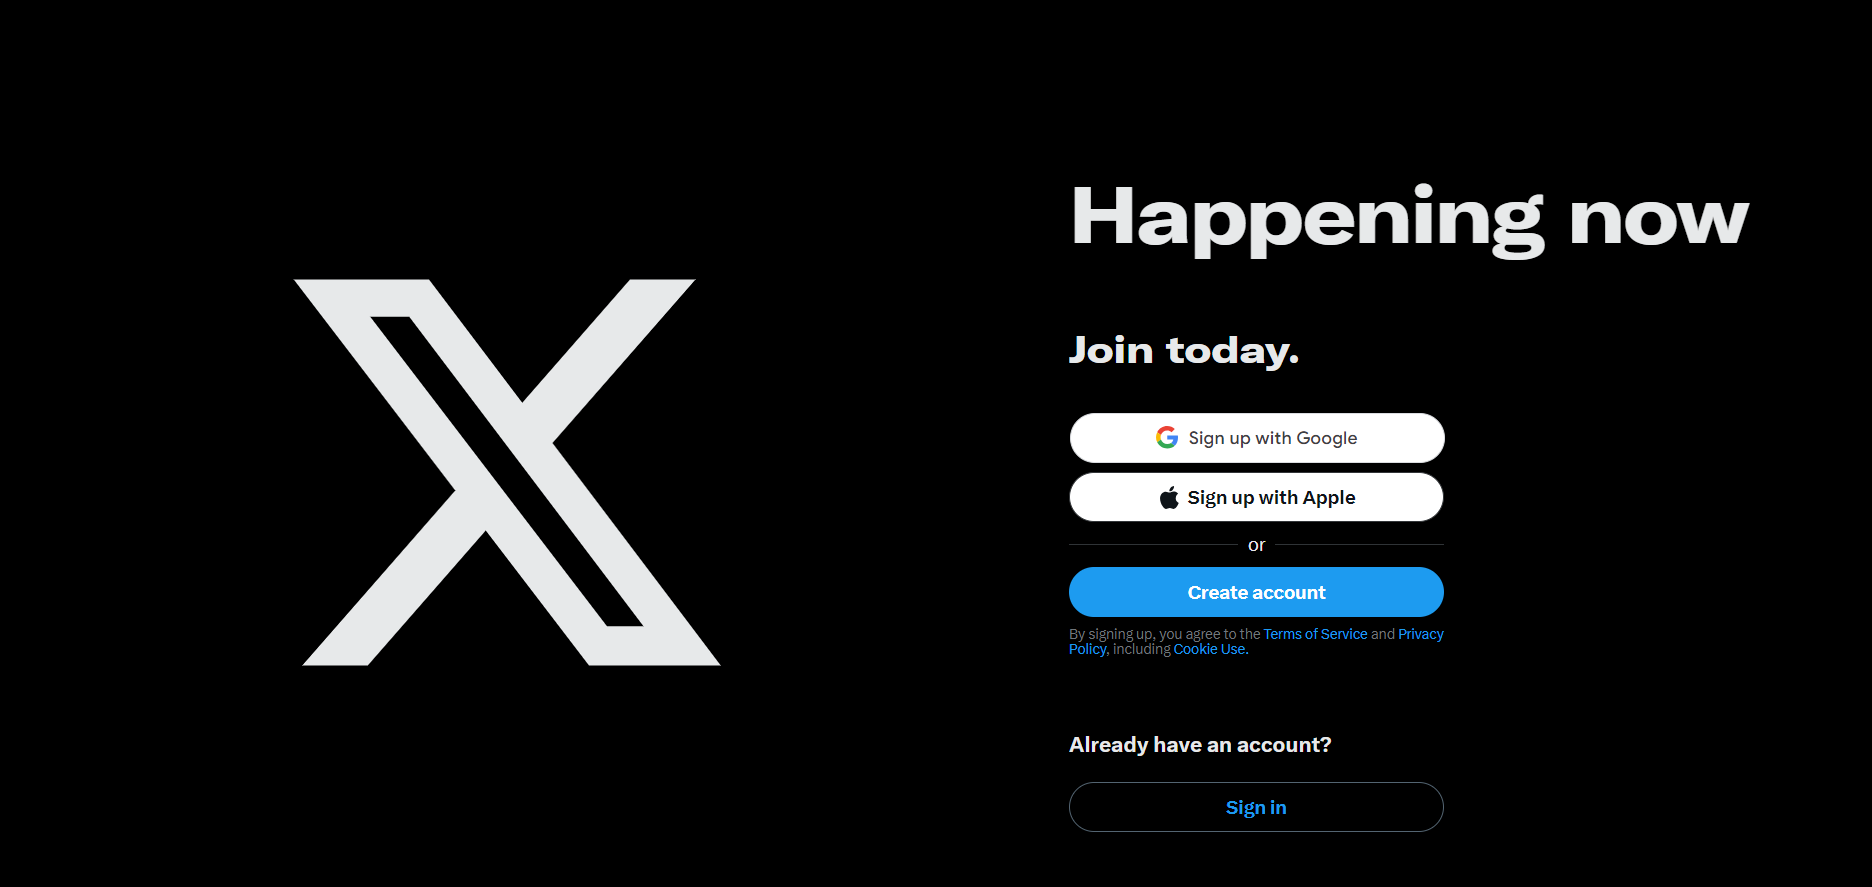 Happening now
Join today.
Sign up with Google
Sign up with Apple
or
Create account
By signing up, you agree to the Terms of Service and Privacy
Policy, including Cookie Use.
Already have an account?
Sign in